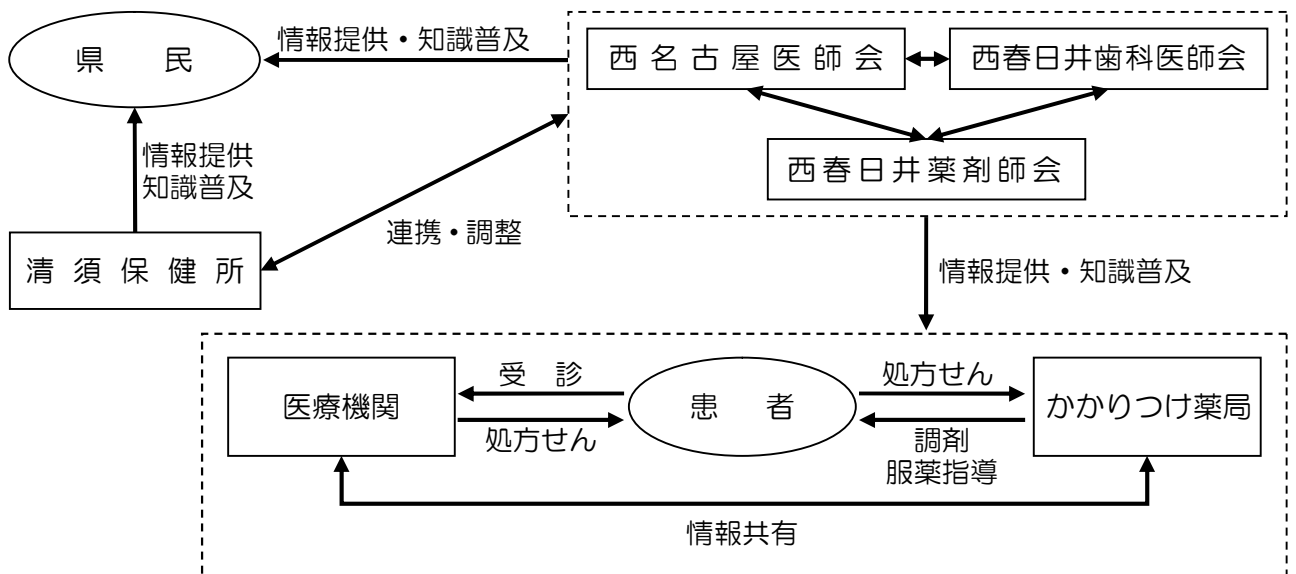 県民
情報提供・知識普及
西名古屋医師会
西春日井歯科医師会
西春日井薬剤師会
情報提供
知識普及
連携・調整
清須保健所
情報提供・知識普及
医療機関
受診
処方せん
患者
処方せん
調剤
服薬指導
かかりつけ薬局
情報共有